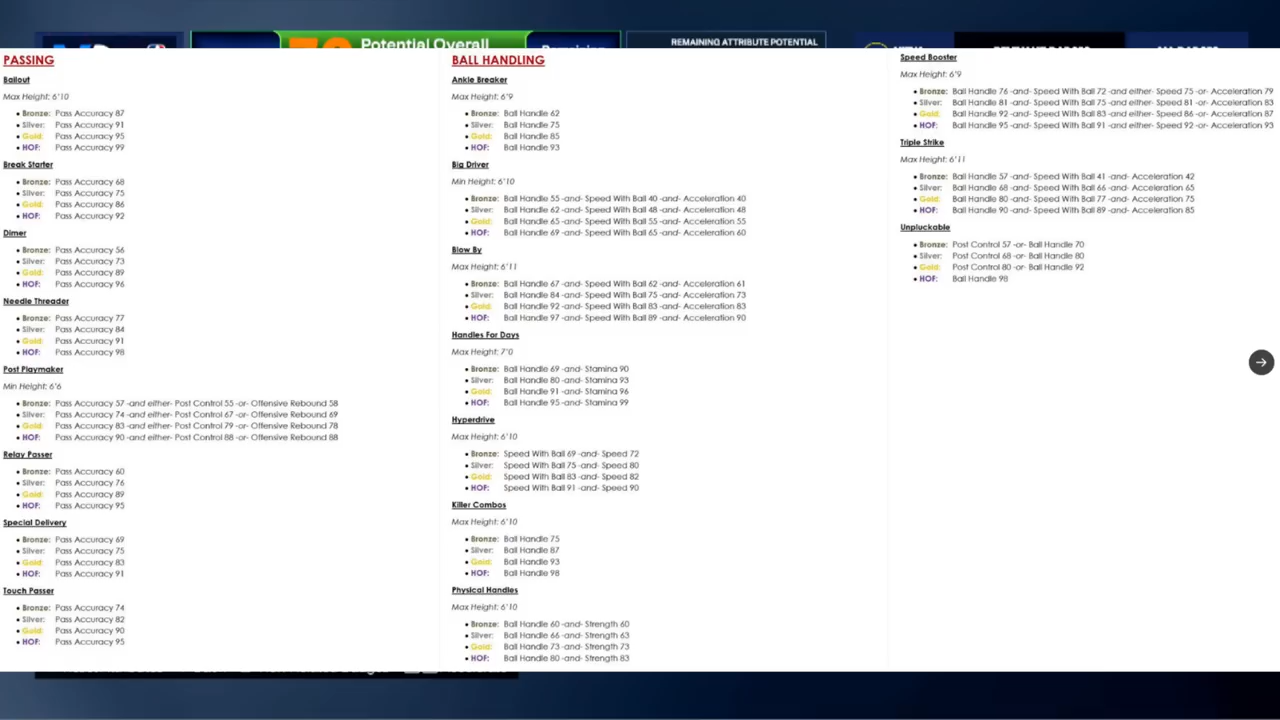 Potential Overall
REMAINING ATTRIBUTE POTENTIAL
PASSING
Bailout
Max Height: 6'10
• Bronze: Pass Accuracy 87
• Silver: Pass Accuracy 91
• Gold: Pass Accuracy 95
• HOF: Pass Accuracy 99
Break Starter
• Bronze: Pass Accuracy 68
• Silver: Pass Accuracy 75
• Gold: Pass Accuracy 86
• HOF: Pass Accuracy 92
Dimer
• Bronze: Pass Accuracy 56
• Silver: Pass Accuracy 73
• Gold: Pass Accuracy 89
• HOF: Pass Accuracy 96
Needle Threader
• Bronze: Pass Accuracy 77
• Silver: Pass Accuracy 84
• Gold: Pass Accuracy 91
• HOF: Pass Accuracy 98
Post Playmaker
Min Height: 6'6
• Bronze: Pass Accuracy 57 -and either- Post Control 55 -or- Offensive Rebound 58
• Silver: Pass Accuracy 74 -and either- Post Control 67 -or- Offensive Rebound 69
• Gold: Pass Accuracy 83 -and either- Post Control 79 -or- Offensive Rebound 78
• HOF: Pass Accuracy 90 -and either- Post Control 88 -or- Offensive Rebound 88
Relay Passer
• Bronze: Pass Accuracy 60
• Silver: Pass Accuracy 76
• Gold: Pass Accuracy 89
• HOF: Pass Accuracy 95
Special Delivery
• Bronze: Pass Accuracy 69
• Silver: Pass Accuracy 75
• Gold: Pass Accuracy 83
• HOF: Pass Accuracy 91
Touch Passer
• Bronze: Pass Accuracy 74
• Silver: Pass Accuracy 82
• Gold: Pass Accuracy 90
• HOF: Pass Accuracy 95
BALL HANDLING
Ankle Breaker
Max Height: 6'9
• Bronze: Ball Handle 62
• Silver: Ball Handle 75
• Gold: Ball Handle 85
• HOF: Ball Handle 93
Big Driver
Min Height: 6'10
• Bronze: Ball Handle 55 -and- Speed With Ball 40 -and- Acceleration 40
• Silver: Ball Handle 62 -and- Speed With Ball 48 -and- Acceleration 48
• Gold: Ball Handle 65 -and- Speed With Ball 55 -and- Acceleration 55
• HOF: Ball Handle 69 -and- Speed With Ball 65 -and- Acceleration 60
Blow By
Max Height: 6'11
• Bronze: Ball Handle 67 -and- Speed With Ball 62 -and- Acceleration 61
• Silver: Ball Handle 84 -and- Speed With Ball 75 -and- Acceleration 73
• Gold: Ball Handle 92 -and- Speed With Ball 83 -and- Acceleration 83
• HOF: Ball Handle 97 -and- Speed With Ball 89 -and- Acceleration 90
Handles For Days
Max Height: 7'0
• Bronze: Ball Handle 69 -and- Stamina 90
• Silver: Ball Handle 80 -and- Stamina 93
• Gold: Ball Handle 91 -and- Stamina 96
• HOF: Ball Handle 95 -and- Stamina 99
Hyperdrive
Max Height: 6'10
• Bronze: Speed With Ball 69 -and- Speed 72
• Silver: Speed With Ball 75 -and- Speed 80
• Gold: Speed With Ball 83 -and- Speed 82
• HOF: Speed With Ball 91 -and- Speed 90
Killer Combos
Max Height: 6'10
• Bronze: Ball Handle 75
• Silver: Ball Handle 87
• Gold: Ball Handle 93
• HOF: Ball Handle 98
Physical Handles
Max Height: 6'10
• Bronze: Ball Handle 60 -and- Strength 60
• Silver: Ball Handle 66 -and- Strength 63
• Gold: Ball Handle 73 -and- Strength 73
• HOF: Ball Handle 80 -and- Strength 83
Speed Booster
Max Height: 6'9
• Bronze: Ball Handle 76 -and- Speed With Ball 72 -and either- Speed 75 -or- Acceleration 79
• Silver: Ball Handle 81 -and- Speed With Ball 75 -and either- Speed 81 -or- Acceleration 83
• Gold: Ball Handle 92 -and- Speed With Ball 83 -and either- Speed 86 -or- Acceleration 87
• HOF: Ball Handle 95 -and- Speed With Ball 91 -and either- Speed 92 -or- Acceleration 93
Triple Strike
Max Height: 6'11
• Bronze: Ball Handle 57 -and- Speed With Ball 41 -and- Acceleration 42
• Silver: Ball Handle 68 -and- Speed With Ball 66 -and- Acceleration 65
• Gold: Ball Handle 80 -and- Speed With Ball 77 -and- Acceleration 75
• HOF: Ball Handle 90 -and- Speed With Ball 89 -and- Acceleration 85
Unpluckable
• Bronze: Post Control 57 -or- Ball Handle 70
• Silver: Post Control 68 -or- Ball Handle 80
• Gold: Post Control 80 -or- Ball Handle 92
• HOF: Ball Handle 98